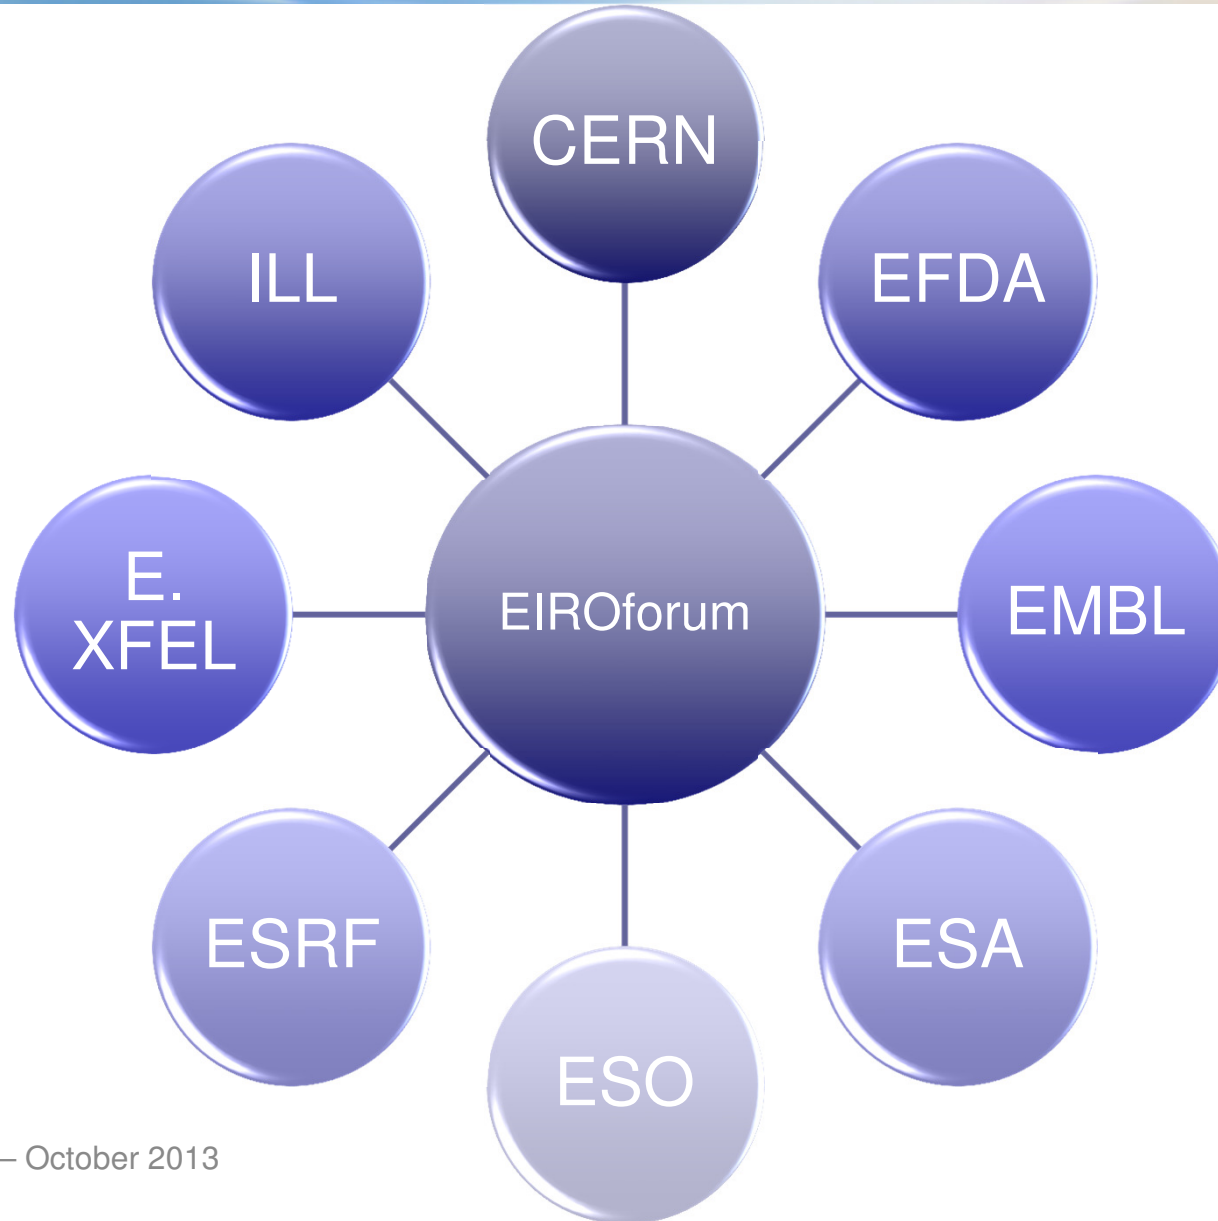 CERN
ILL
EFDA
E.
XFEL
EIROforum
EMBL
ESRF
ESA
ESO
– October 2013